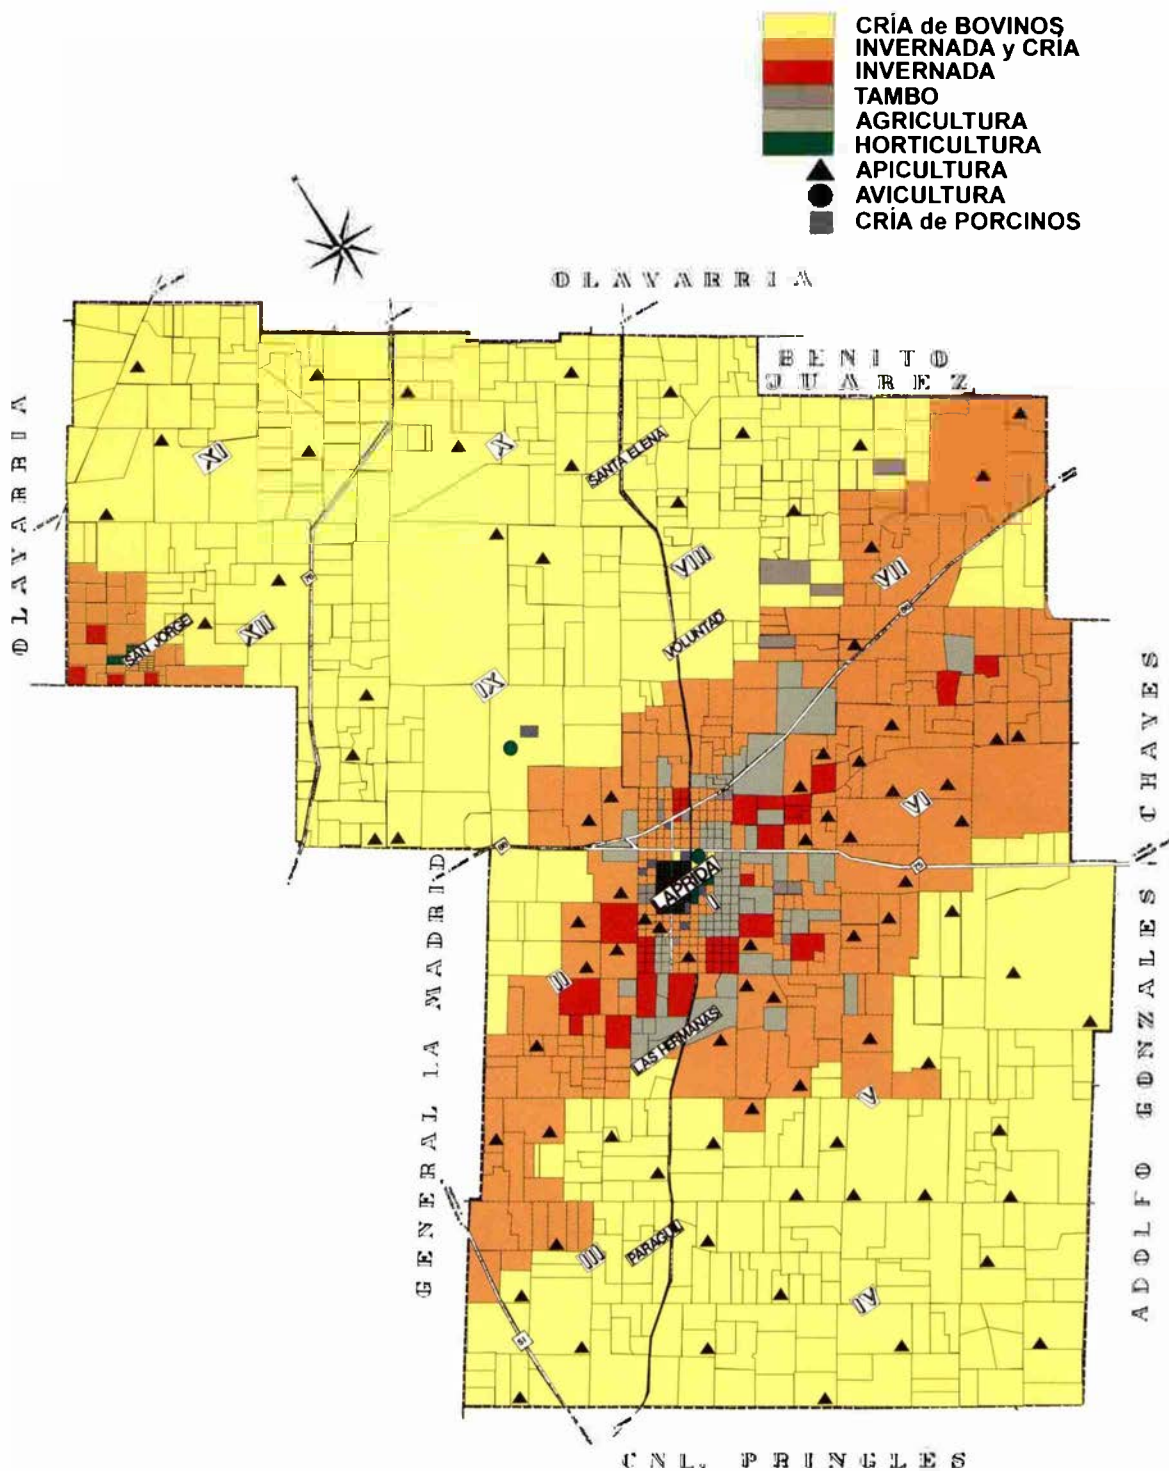 CRÍA de BOVINOS
INVERNADA y CRÍA
INVERNADA
TAMBO
AGRICULTURA
HORTICULTURA
APICULTURA
AVICULTURA
CRÍA de PORCINOS
OLAVARRIA
BENITO
JUAREZ
OLAVARRIA
SANTA ELENA
XI
X
VIII
VII
SAN JORGE
XII
VOLUNTAD
IX
VI
LAPRIDA
I
II
LAS HERMANAS
V
GENERAL LA MADRID
ADOLFO GONZALES CHAVES
PARAGUIL
III
IV
51
CNL. PRINGLES